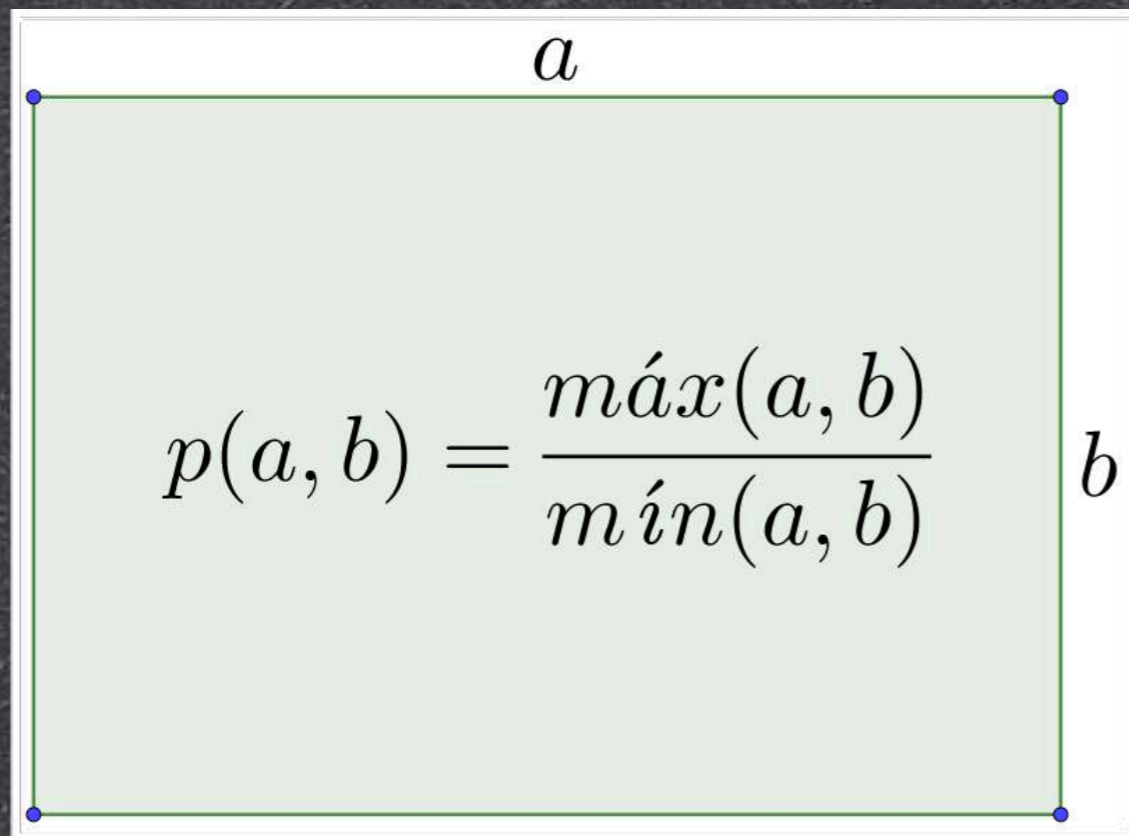 a
p(a, b) = máx(a, b) / mín(a, b)
b